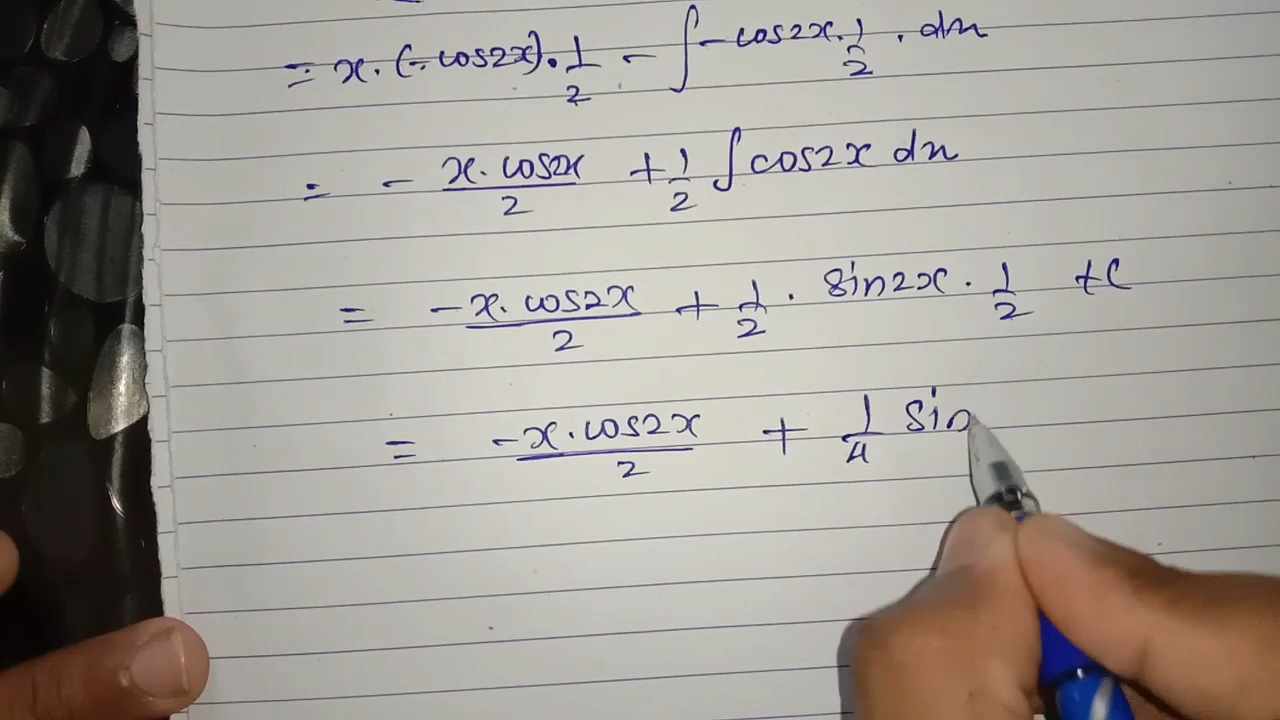 = x. (-cos2x). 1/2 - ∫-cos2x. 1/2 . dx
= - x. cos2x/2 + 1/2 ∫cos2x dx
= -x. cos2x/2 + 1/2 . sin2x . 1/2 +c
= -x. cos2x/2 + 1/4 sin